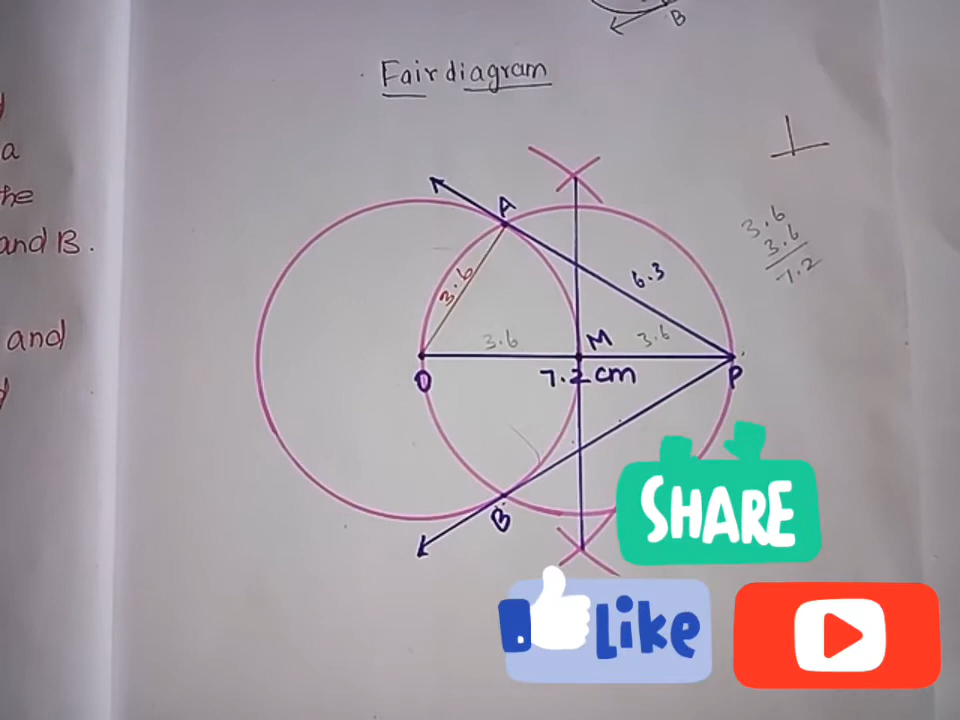 B
Fair diagram
a
the
and B.
and
A
3.6
6.3
3.6
3.6
7.2
3.6
M
3.6
O
7.2 cm
P
B
SHARE
Like